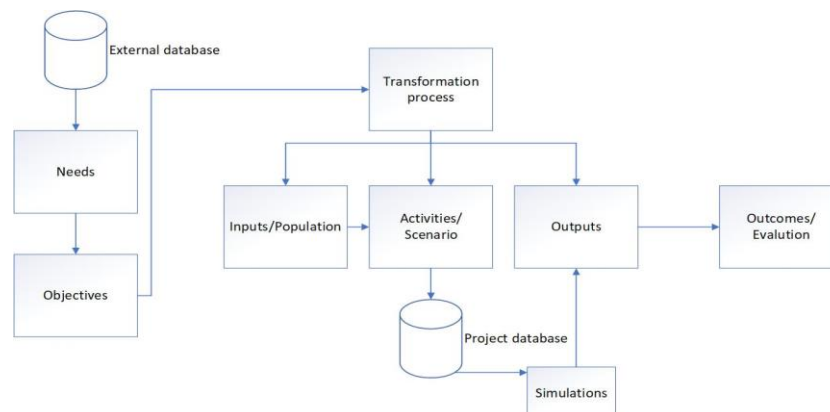 External database
Transformation
process
Needs
Inputs/Population
Activities/
Scenario
Outputs
Outcomes/
Evalution
Objectives
Project database
Simulations